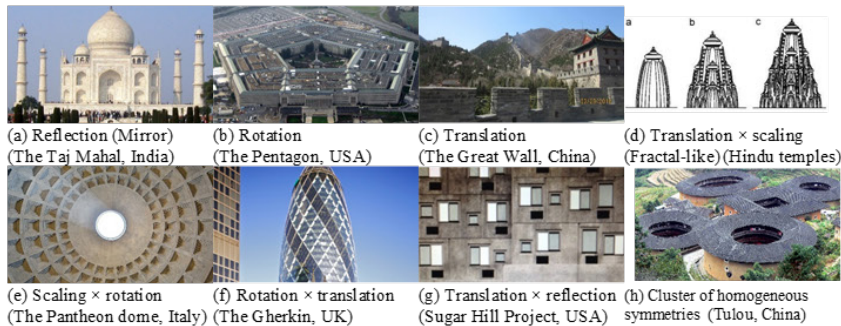 a
b
c
(a) Reflection (Mirror)
(The Taj Mahal, India)
(b) Rotation
(The Pentagon, USA)
(c) Translation
(The Great Wall, China)
(d) Translation × scaling
(Fractal-like) (Hindu temples)
(e) Scaling × rotation
(The Pantheon dome, Italy)
(f) Rotation × translation
(The Gherkin, UK)
(g) Translation × reflection
(Sugar Hill Project, USA)
(h) Cluster of homogeneous
symmetries (Tulou, China)